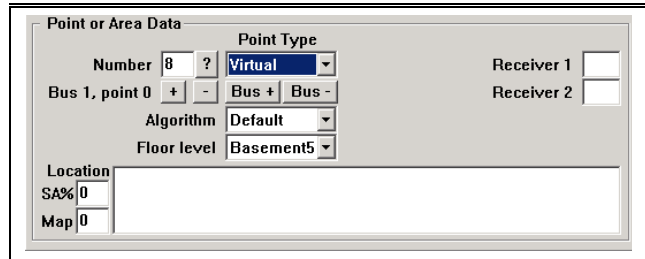 Point or Area Data
Point Type
Number 8 ? Virtual Receiver 1
Bus 1, point 0 + - Bus + Bus - Receiver 2
Algorithm Default
Floor level Basement5
Location
SA% 0
Map 0